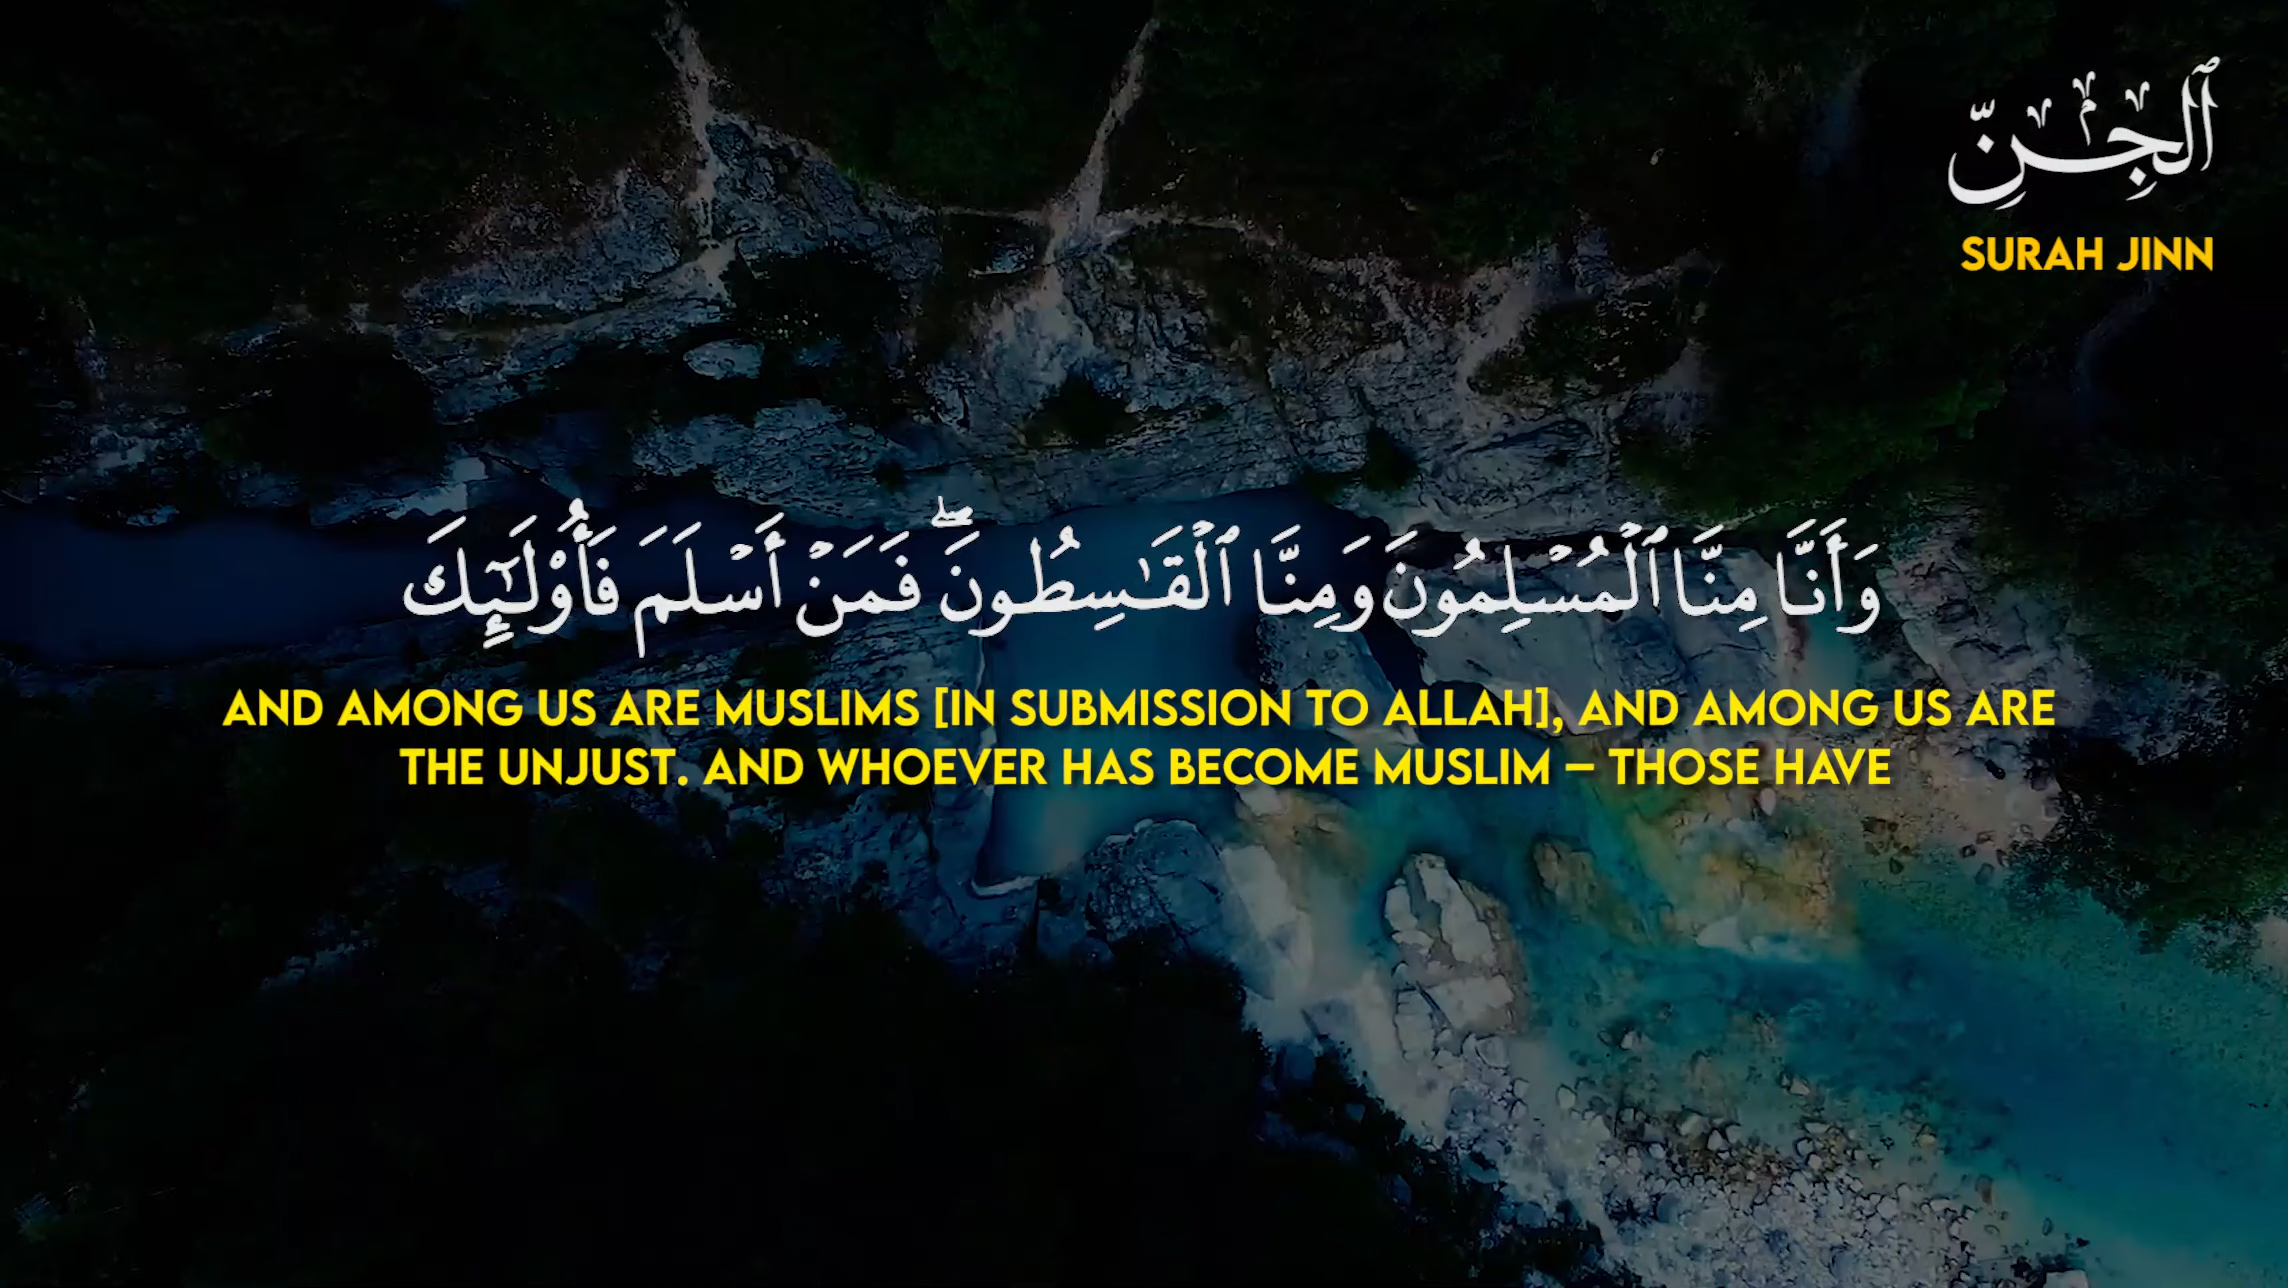 ٱلْجِنّ
SURAH JINN
وَأَنَّا مِنَّا ٱلْمُسْلِمُونَ وَمِنَّا ٱلْقَٰسِطُونَ ۖ فَمَنْ أَسْلَمَ فَأُو۟لَٰٓئِكَ
AND AMONG US ARE MUSLIMS [IN SUBMISSION TO ALLAH], AND AMONG US ARE
THE UNJUST. AND WHOEVER HAS BECOME MUSLIM – THOSE HAVE